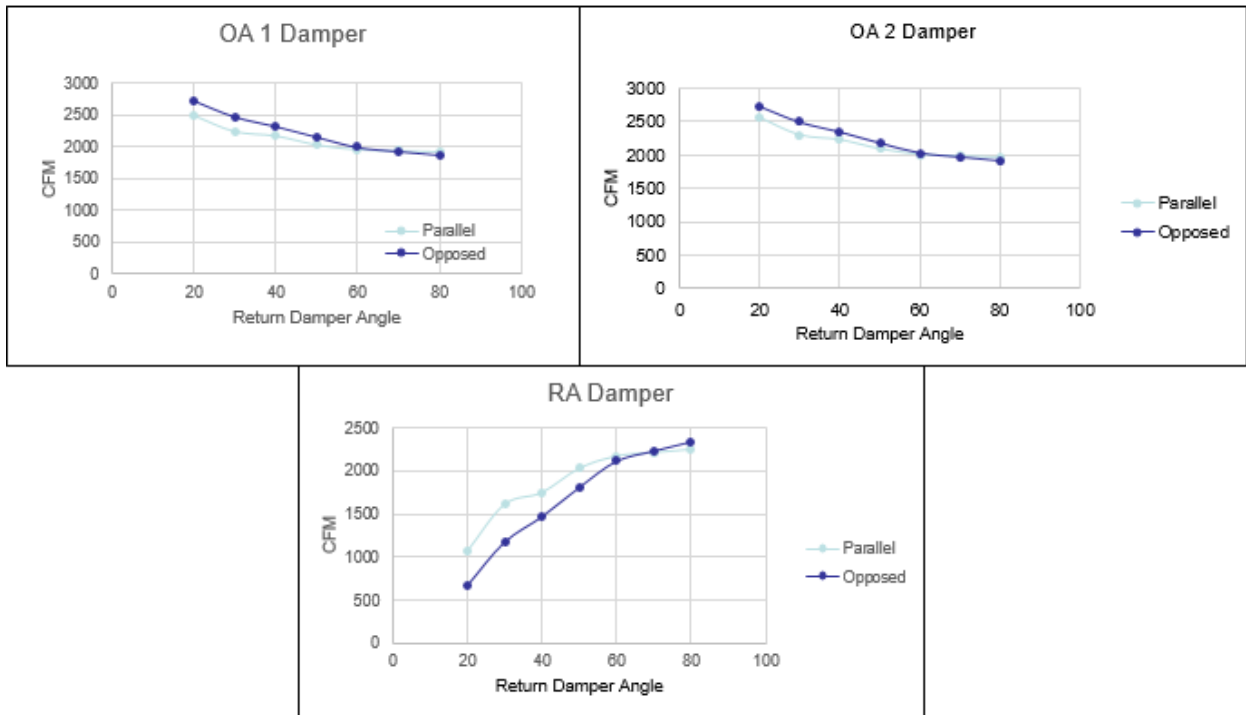 OA 1 Damper
3000
2500
2000
1500
1000
500
0
CFM
Parallel
Opposed
0 20 40 60 80 100
Return Damper Angle
OA 2 Damper
3000
2500
2000
1500
1000
500
0
CFM
Parallel
Opposed
0 20 40 60 80 100
Return Damper Angle
RA Damper
2500
2000
1500
1000
500
0
CFM
Parallel
Opposed
0 20 40 60 80 100
Return Damper Angle